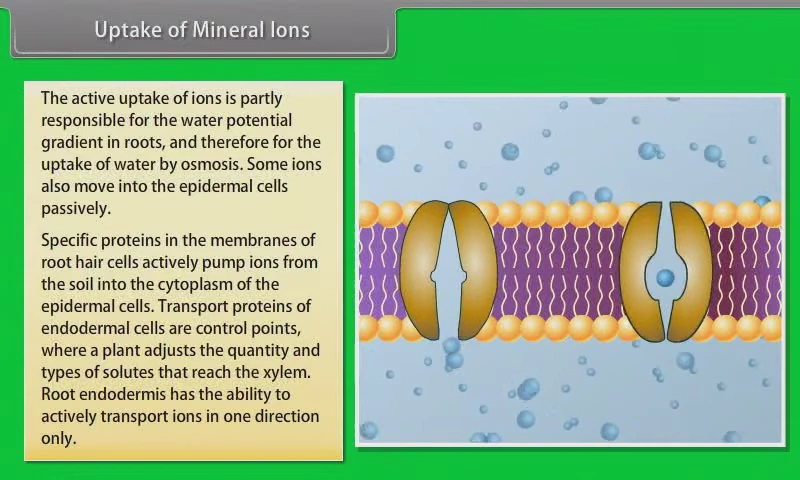 Uptake of Mineral Ions
The active uptake of ions is partly
responsible for the water potential
gradient in roots, and therefore for the
uptake of water by osmosis. Some ions
also move into the epidermal cells
passively.
Specific proteins in the membranes of
root hair cells actively pump ions from
the soil into the cytoplasm of the
epidermal cells. Transport proteins of
endodermal cells are control points,
where a plant adjusts the quantity and
types of solutes that reach the xylem.
Root endodermis has the ability to
actively transport ions in one direction
only.